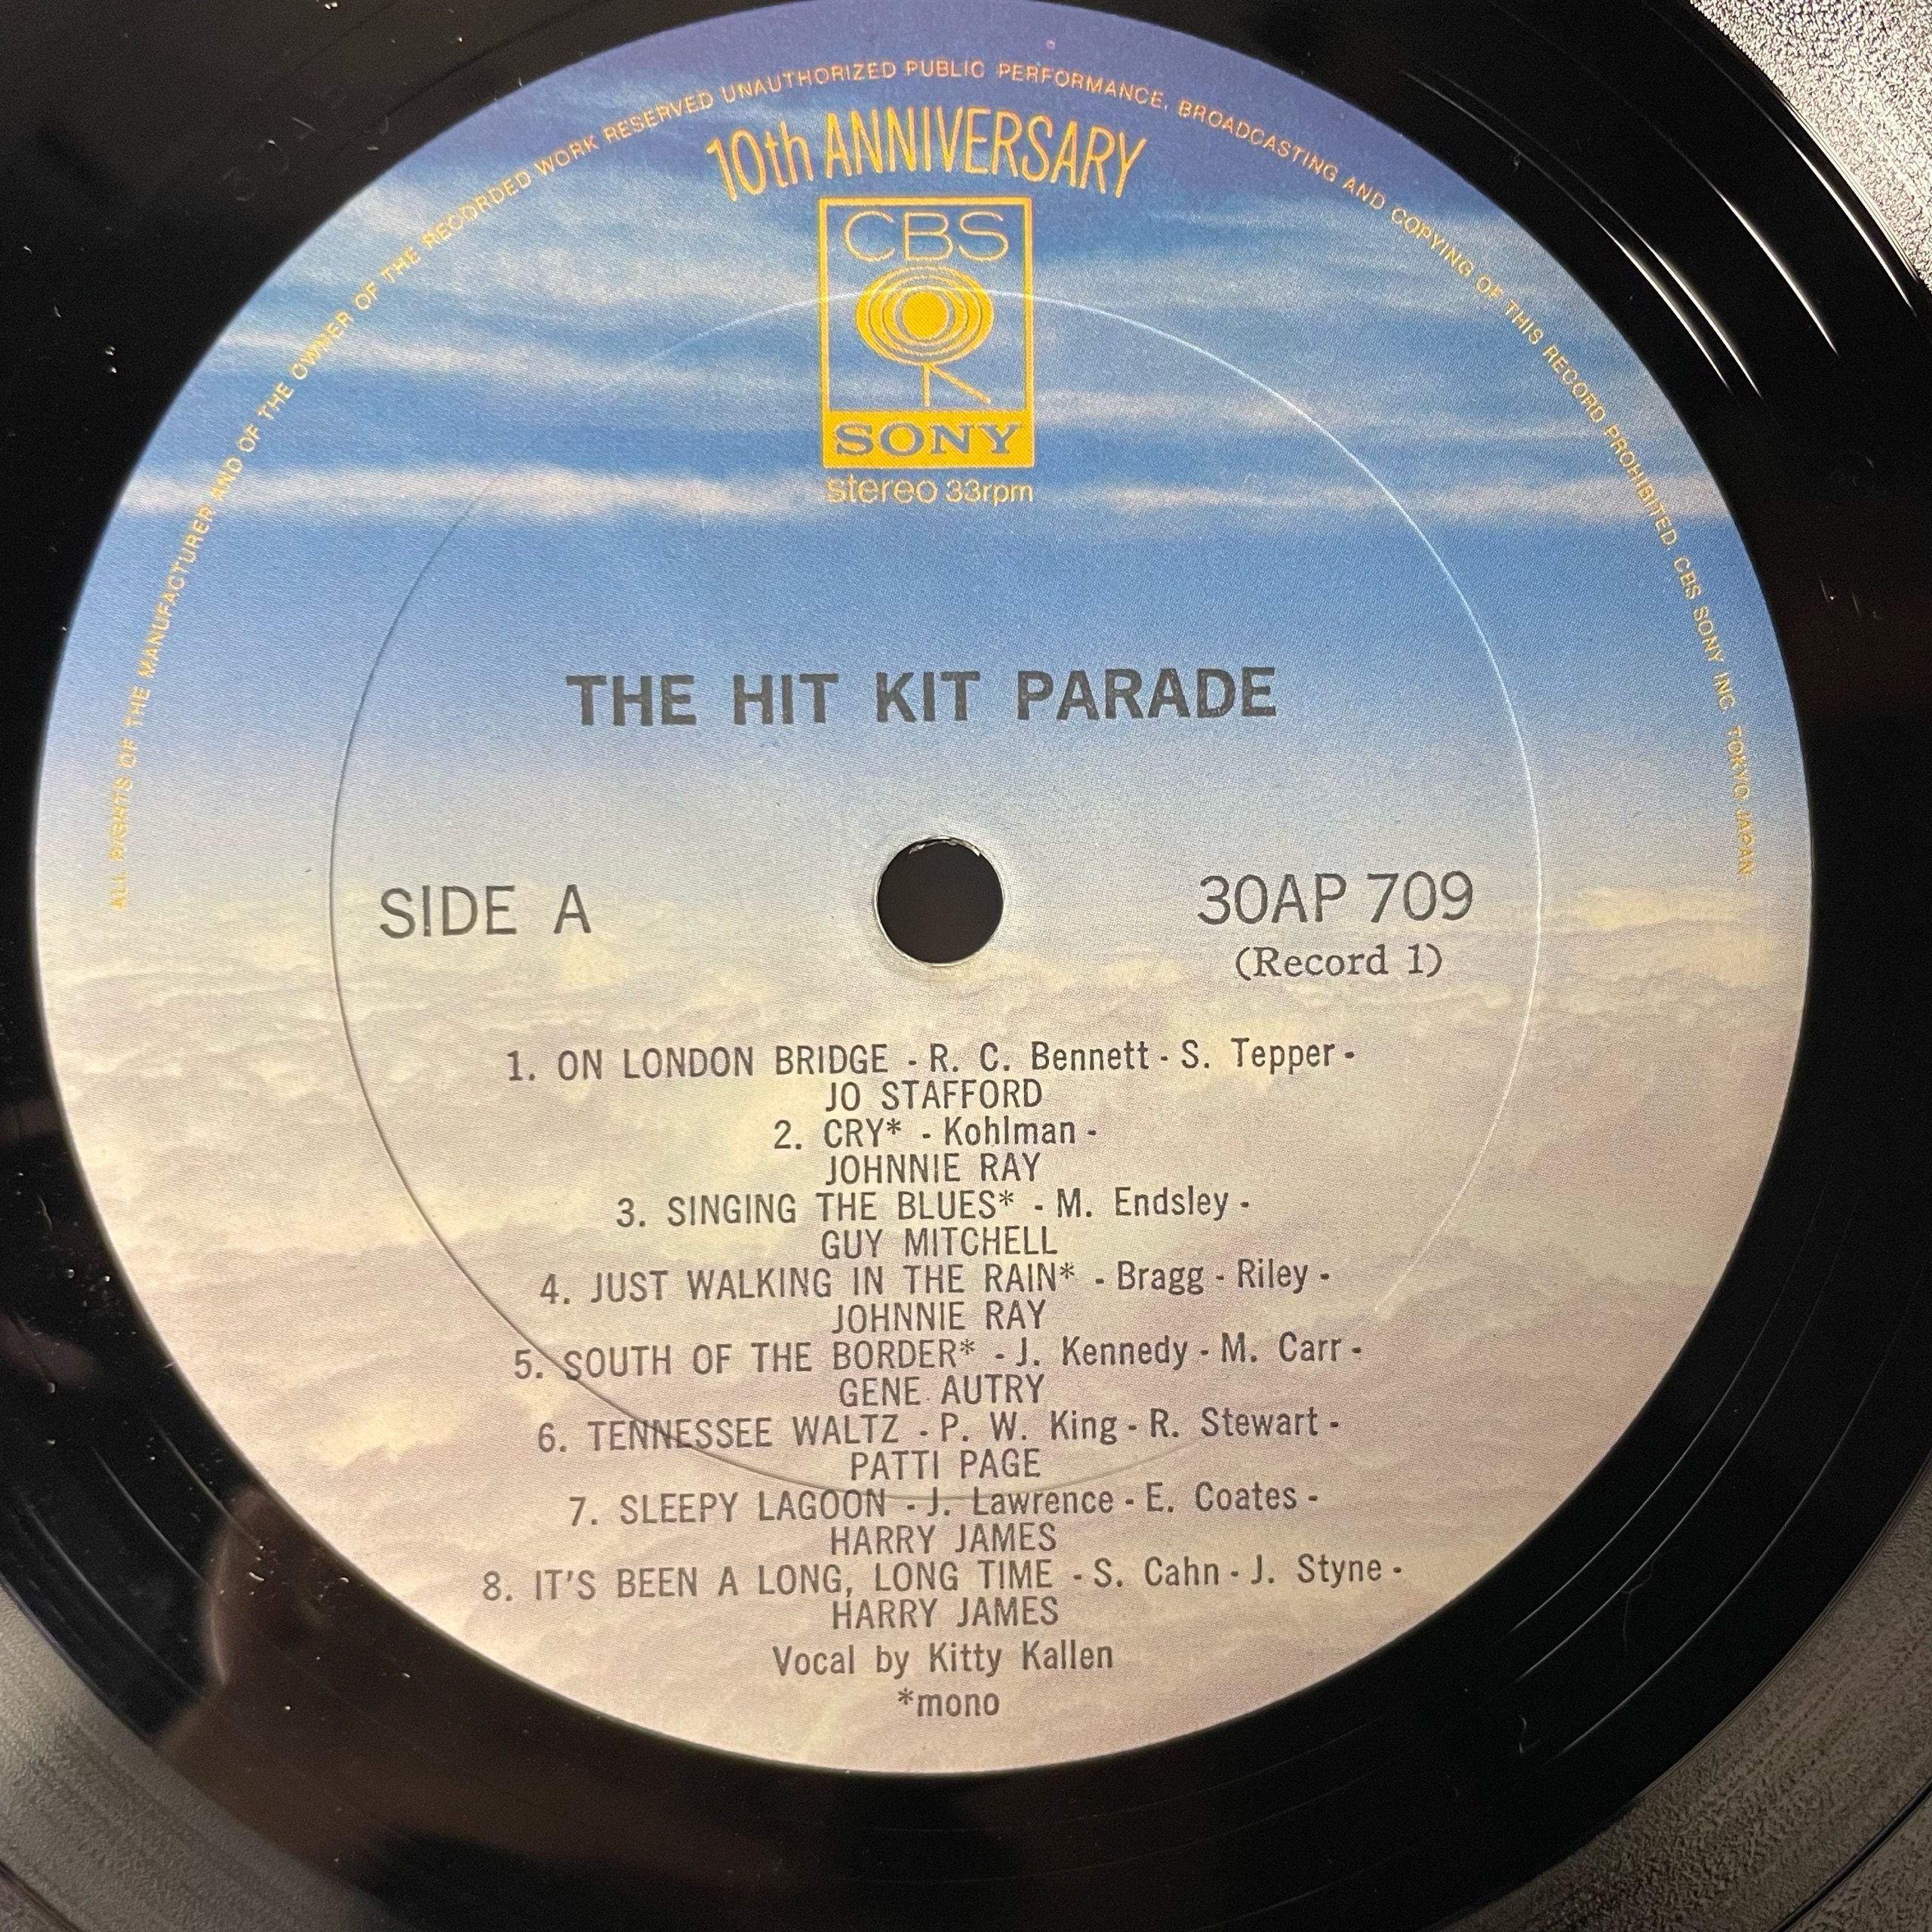 ALL RIGHTS OF THE MANUFACTURER AND OF THE OWNER OF THE RECORDED WORK RESERVED UNAUTHORIZED PUBLIC PERFORMANCE, BROADCASTING AND COPYING OF THIS RECORD PROHIBITED. CBS SONY INC. TOKYO JAPAN
10th ANNIVERSARY
CBS
SONY
stereo 33rpm
THE HIT KIT PARADE
SIDE A
30AP 709
(Record 1)
1. ON LONDON BRIDGE - R. C. Bennett - S. Tepper -
JO STAFFORD
2. CRY* - Kohlman -
JOHNNIE RAY
3. SINGING THE BLUES* - M. Endsley -
GUY MITCHELL
4. JUST WALKING IN THE RAIN* - Bragg - Riley -
JOHNNIE RAY
5. SOUTH OF THE BORDER* - J. Kennedy - M. Carr -
GENE AUTRY
6. TENNESSEE WALTZ - P. W. King - R. Stewart -
PATTI PAGE
7. SLEEPY LAGOON - J. Lawrence - E. Coates -
HARRY JAMES
8. IT'S BEEN A LONG, LONG TIME - S. Cahn - J. Styne -
HARRY JAMES
Vocal by Kitty Kallen
*mono